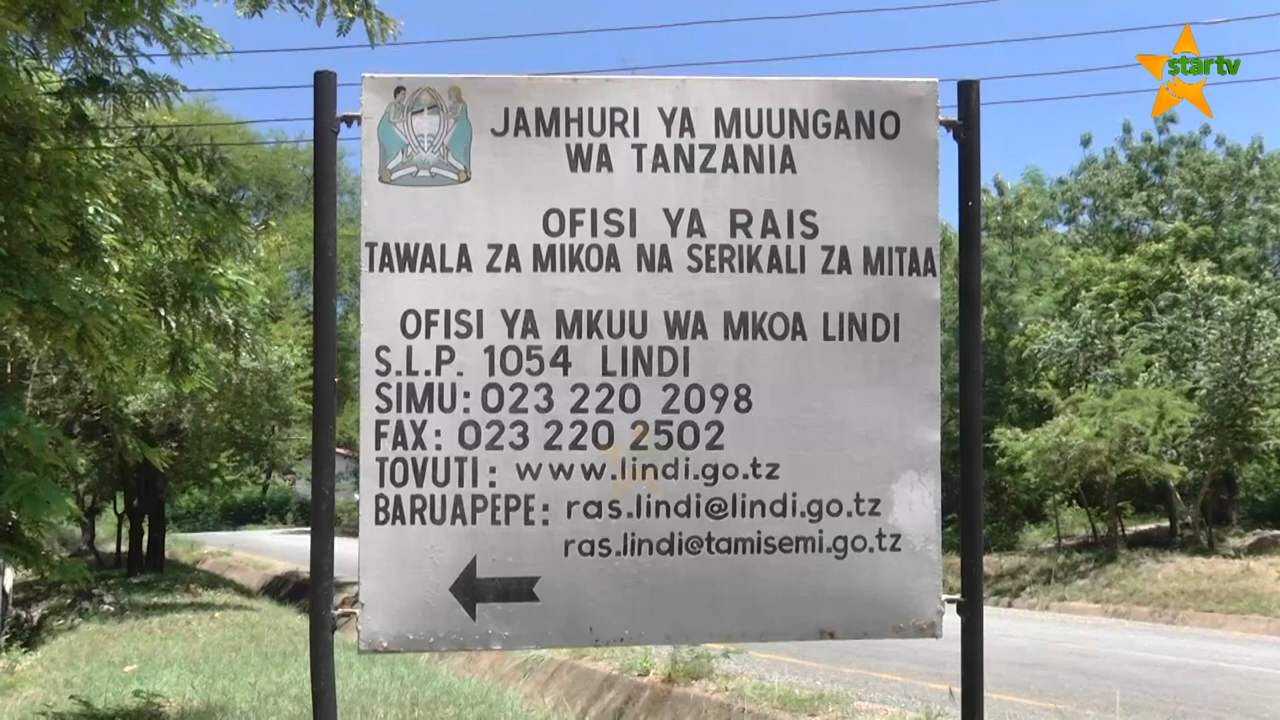 startv
JAMHURI YA MUUNGANO
WA TANZANIA
OFISI YA RAIS
TAWALA ZA MIKOA NA SERIKALI ZA MITAA
OFISI YA MKUU WA MKOA LINDI
S.L.P. 1054 LINDI
SIMU: 023 220 2098
FAX: 023 220 2502
TOVUTI: www.lindi.go.tz
BARUAPEPE: ras.lindi@lindi.go.tz
ras.lindi@tamisemi.go.tz